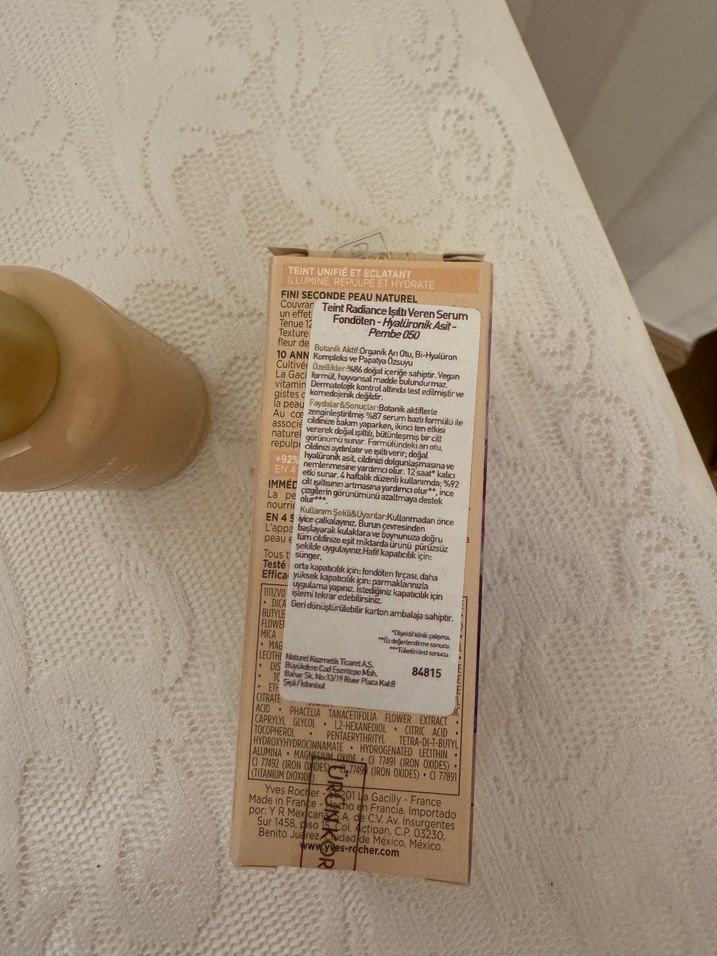 TEINT UNIFIÉ ET ÉCLATANT
ILLUMINE, REPULPE ET HYDRATE
FINI SECONDE PEAU NATUREL
Teint Radiance Işıltı Veren Serum
Fondöten - Hyalüronik Asit -
Pembe 050
Botanik Aktif:Organik Arı Otu, Bi-Hyalüron
Kompleks ve Papatya Özsuyu
Özellikler:%86 doğal içeriğe sahiptir. Vegan
formül, hayvansal madde bulundurmaz.
Dermatolojik kontrol altında test edilmiştir ve
komedojenik değildir.
Faydalar&Sonuçlar:Botanik aktiflerle
zenginleştirilmiş %87 serum bazlı formülü ile
cildinize bakım yaparken, ikinci ten etkisi
vererek doğal ışıltılı, bütünleşmiş bir cilt
görünümü sunar. Formülündeki arı otu,
cildinizi aydınlatır ve ışıltı verir; doğal
hyalüronik asit, cildinizi dolgunlaşmasına ve
nemlenmesine yardımcı olur. 12 saat* kalıcı
etki sunar. 4 haftalık düzenli kullanımda; %92
cilt ışıltısının artmasına yardımcı olur**, ince
çizgilerin görünümünü azaltmaya destek
olur***
Kullanım Şekli&Uyarılar:Kullanmadan önce
iyice çalkalayınız. Burun çevresinden
başlayarak kulaklara ve boynunuza doğru
tüm cildinize eşit miktarda ürünü pürüzsüz
şekilde uygulayınız.Hafif kapatıcılık için:
sünger,
orta kapatıcılık için: fondöten fırçası, daha
yüksek kapatıcılık için: parmaklarınızla
uygulama yapınız. İstediğiniz kapatıcılık için
işlemi tekrar edebilirsiniz.
Geri dönüştürülebilir karton ambalaja sahiptir.
*Objektif klinik çalışma.
**Öz değerlendirme sonucu.
***Tüketici test sonucu.
Naturel Kozmetik Ticaret A.Ş.
Büyükdere Cad Esentepe Mah.
Bahar Sk. No:13/19 River Plaza Kat:8
Şişli/İstanbul
84815
ACID • PHACELIA TANACETIFOLIA FLOWER EXTRACT •
CAPRYLYL GLYCOL • 1,2-HEXANEDIOL • CITRIC ACID •
TOCOPHEROL • PENTAERYTHRITYL TETRA-DI-T-BUTYL
HYDROXYHYDROCINNAMATE • HYDROGENATED LECITHIN •
ALUMINA • MAGNESIUM OXIDE • CI 77491 (IRON OXIDES) •
CI 77492 (IRON OXIDES) • CI 77499 (IRON OXIDES) • CI 77891
(TITANIUM DIOXIDE)
Yves Rocher 56201 La Gacilly - France
Made in France - Hecho en Francia. Importado
por: Y R Mexicana S.A. de C.V. Av. Insurgentes
Sur 1458, piso Col. Actipan, C.P. 03230,
Benito Juárez, Ciudad de México, México.
www.yves-rocher.com
ÜRÜN KOR